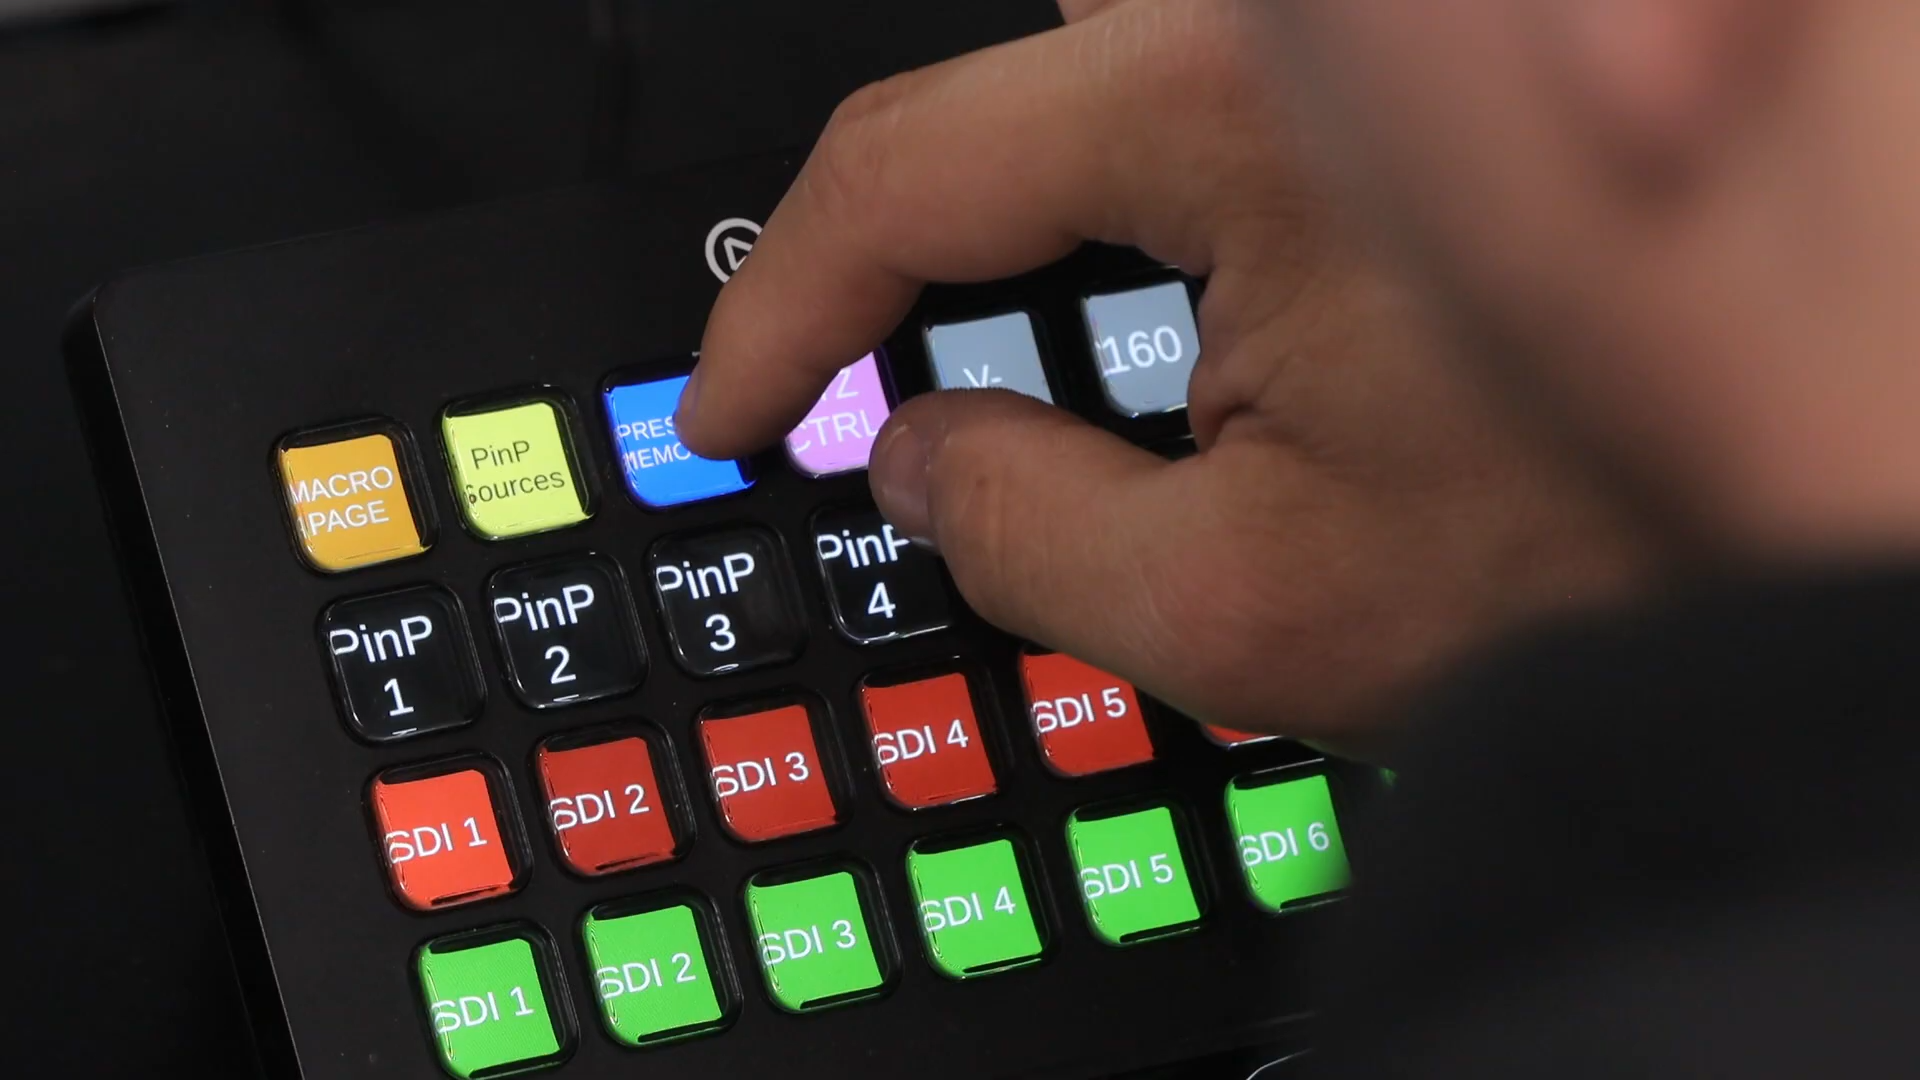 MACRO
PAGE
PinP
Sources
CTRL
V-
160
PinP
1
PinP
2
PinP
3
PinP
4
SDI 1
SDI 2
SDI 3
SDI 4
SDI 5
SDI 1
SDI 2
SDI 3
SDI 4
SDI 5
SDI 6